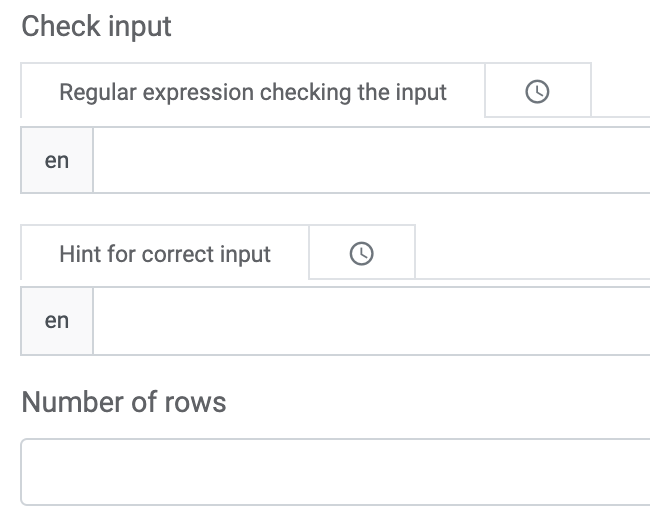 Check input
Regular expression checking the input
en
Hint for correct input
en
Number of rows